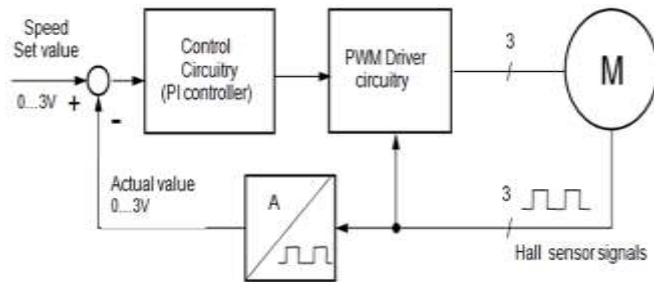 Speed
Set value
0...3V
+
-
Control
Circuitry
(PI controller)
PWM Driver
circuitry
3
M
Actual value
0...3V
A
3
Hall sensor signals